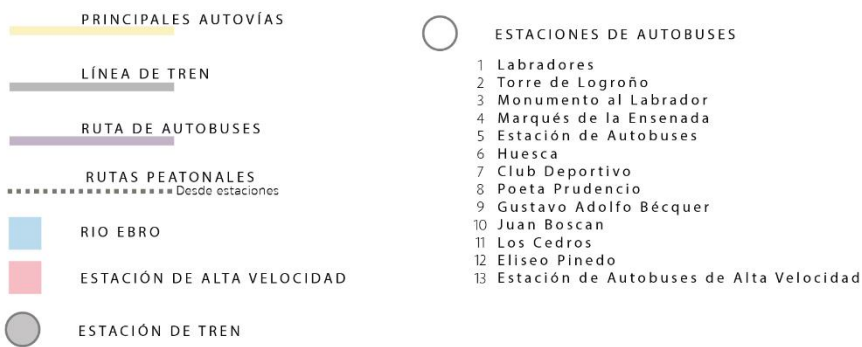 PRINCIPALES AUTOVÍAS
LÍNEA DE TREN
RUTA DE AUTOBUSES
RUTAS PEATONALES
Desde estaciones
RIO EBRO
ESTACIÓN DE ALTA VELOCIDAD
ESTACIÓN DE TREN
ESTACIONES DE AUTOBUSES
1 Labradores
2 Torre de Logroño
3 Monumento al Labrador
4 Marqués de la Ensenada
5 Estación de Autobuses
6 Huesca
7 Club Deportivo
8 Poeta Prudencio
9 Gustavo Adolfo Bécquer
10 Juan Boscan
11 Los Cedros
12 Eliseo Pinedo
13 Estación de Autobuses de Alta Velocidad